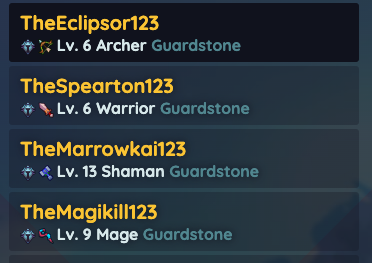 TheEclipsor123
Lv. 6 Archer Guardstone
TheSpearton123
Lv. 6 Warrior Guardstone
TheMarrowkai123
Lv. 13 Shaman Guardstone
TheMagikill123
Lv. 9 Mage Guardstone